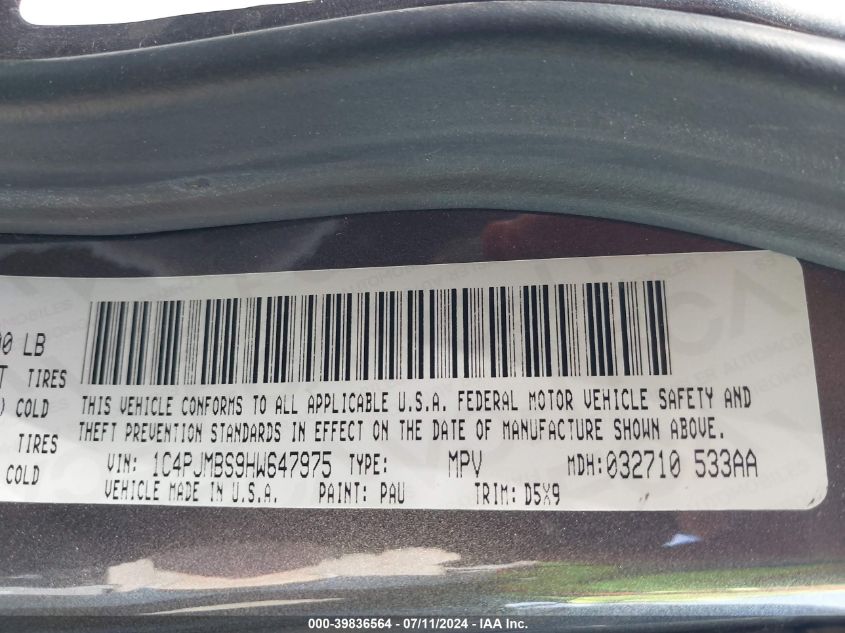 00 LB
TIRES
COLD
TIRES
COLD
THIS VEHICLE CONFORMS TO ALL APPLICABLE U.S.A. FEDERAL MOTOR VEHICLE SAFETY AND
THEFT PREVENTION STANDARDS IN EFFECT ON THE DATE OF MANUFACTURE SHOWN ABOVE.
VIN: 1C4PJMBS9HW647975 TYPE: MPV MDH:032710 533AA
VEHICLE MADE IN U.S.A. PAINT: PAU TRIM: D5X9
000-39836564 / 07/11/2024 - IAA Inc.